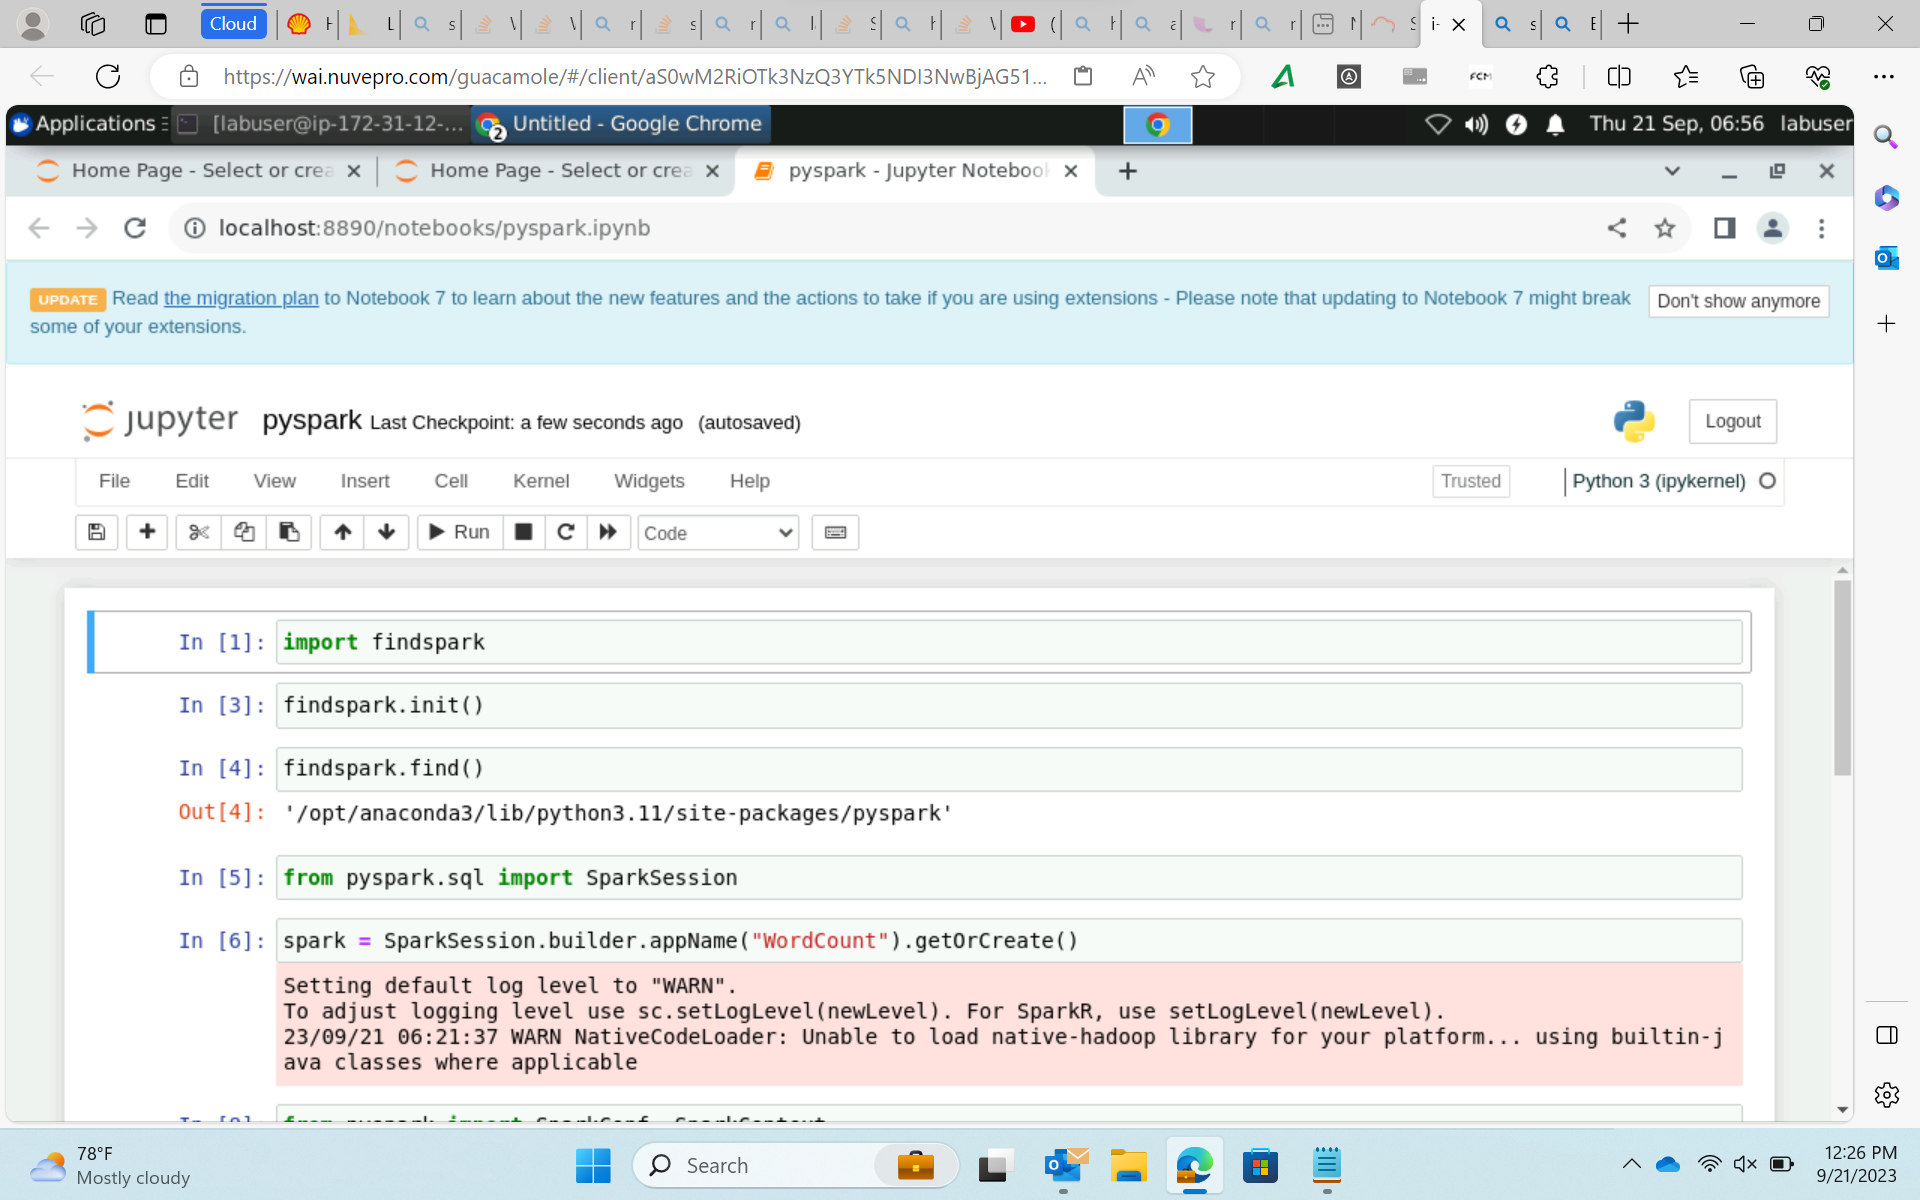 Cloud
https://wai.nuvepro.com/guacamole/#/client/aS0wM2RiOTk3NzQ3YTk5NDI3NwBjAG51...
Applications
[labuser@ip-172-31-12-...
2
Untitled - Google Chrome
Thu 21 Sep, 06:56 labuser
Home Page - Select or crea
Home Page - Select or crea
pyspark - Jupyter Notebook
localhost:8890/notebooks/pyspark.ipynb
UPDATE Read the migration plan to Notebook 7 to learn about the new features and the actions to take if you are using extensions - Please note that updating to Notebook 7 might break
some of your extensions.
Don't show anymore
jupyter pyspark Last Checkpoint: a few seconds ago (autosaved)
Logout
File Edit View Insert Cell Kernel Widgets Help
Trusted
Python 3 (ipykernel)
Run
Code
In [1]: import findspark
In [3]: findspark.init()
In [4]: findspark.find()
Out[4]: '/opt/anaconda3/lib/python3.11/site-packages/pyspark'
In [5]: from pyspark.sql import SparkSession
In [6]: spark = SparkSession.builder.appName("WordCount").getOrCreate()
Setting default log level to "WARN".
To adjust logging level use sc.setLogLevel(newLevel). For SparkR, use setLogLevel(newLevel).
23/09/21 06:21:37 WARN NativeCodeLoader: Unable to load native-hadoop library for your platform... using builtin-j
ava classes where applicable
from pyspark import SparkConf, SparkContext
78°F
Mostly cloudy
Search
12:26 PM
9/21/2023